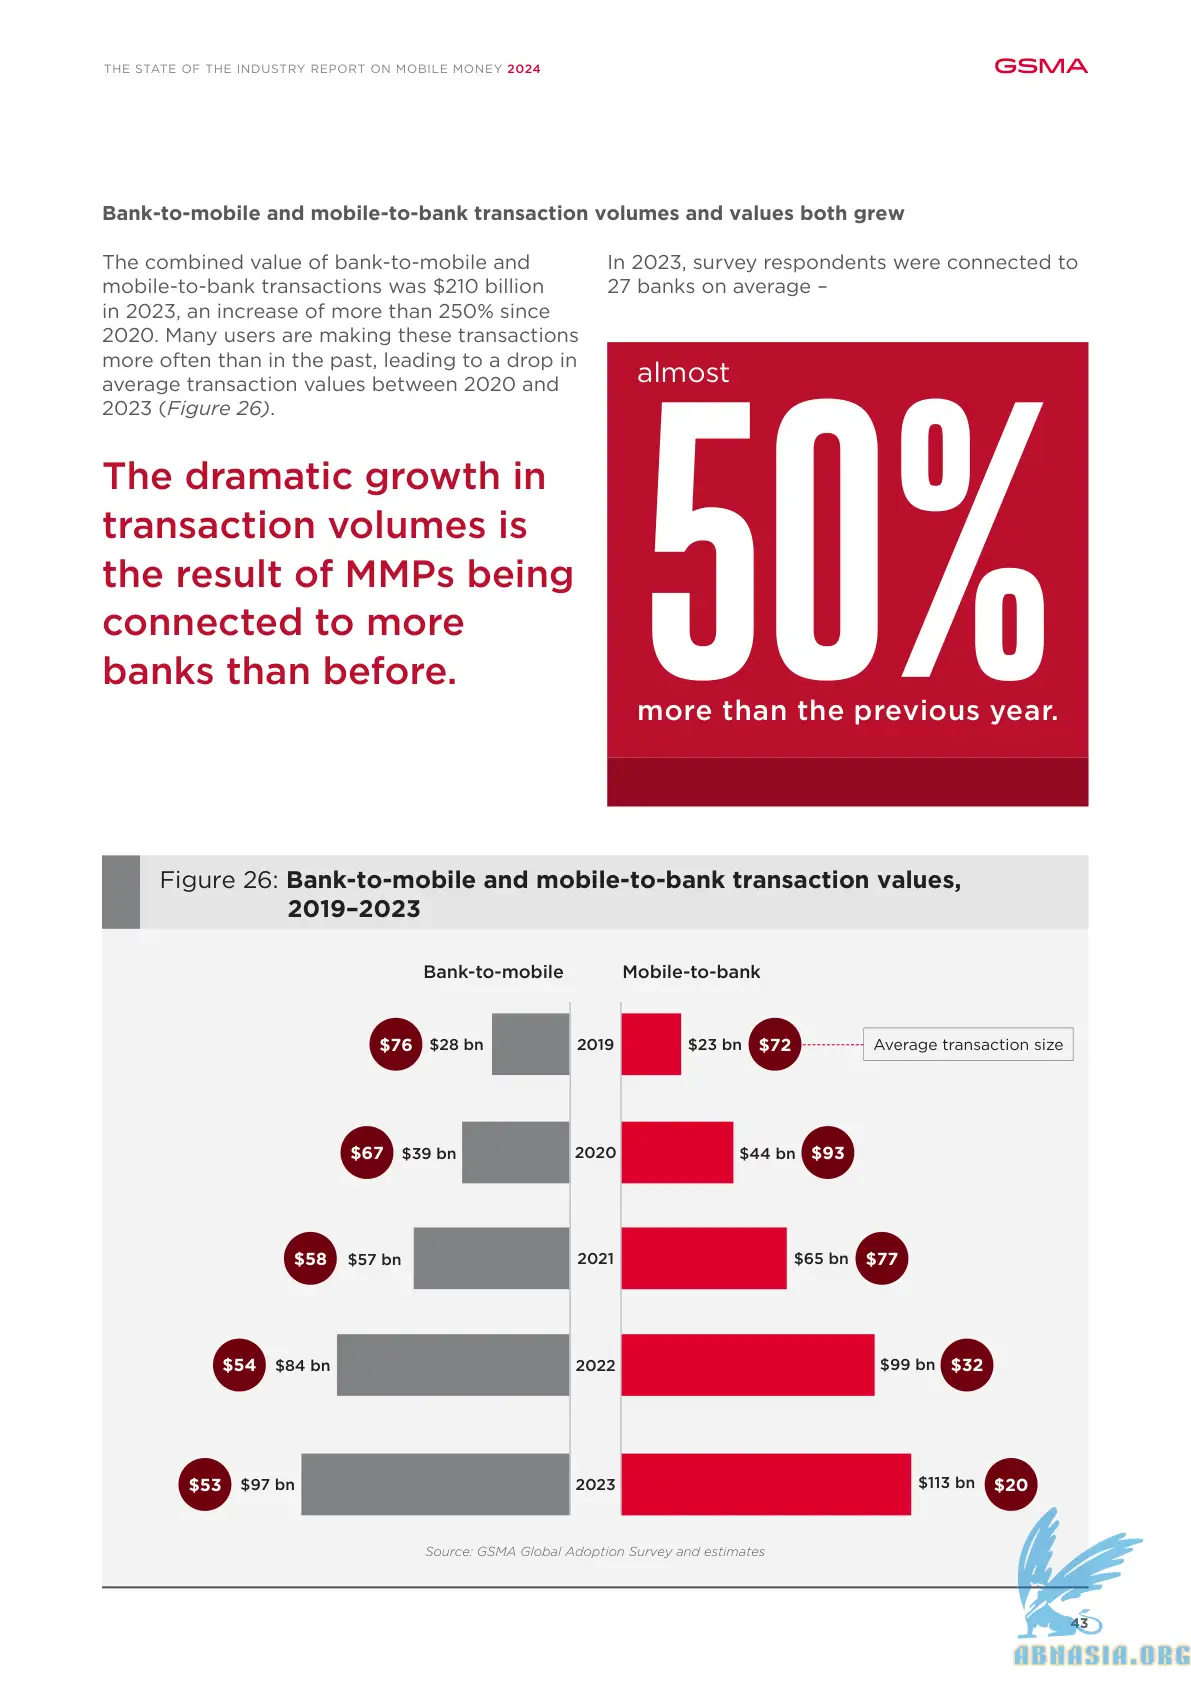 THE STATE OF THE INDUSTRY REPORT ON MOBILE MONEY 2024
GSMA
Bank-to-mobile and mobile-to-bank transaction volumes and values both grew
The combined value of bank-to-mobile and
mobile-to-bank transactions was $210 billion
in 2023, an increase of more than 250% since
2020. Many users are making these transactions
more often than in the past, leading to a drop in
average transaction values between 2020 and
2023 (Figure 26).
The dramatic growth in
transaction volumes is
the result of MMPs being
connected to more
banks than before.
In 2023, survey respondents were connected to
27 banks on average –
almost
50%
more than the previous year.
Figure 26: Bank-to-mobile and mobile-to-bank transaction values,
2019–2023
Bank-to-mobile Mobile-to-bank
$76 $28 bn 2019 $23 bn $72 Average transaction size
$67 $39 bn 2020 $44 bn $93
$58 $57 bn 2021 $65 bn $77
$54 $84 bn 2022 $99 bn $32
$53 $97 bn 2023 $113 bn $20
Source: GSMA Global Adoption Survey and estimates
43
ABNASIA.ORG